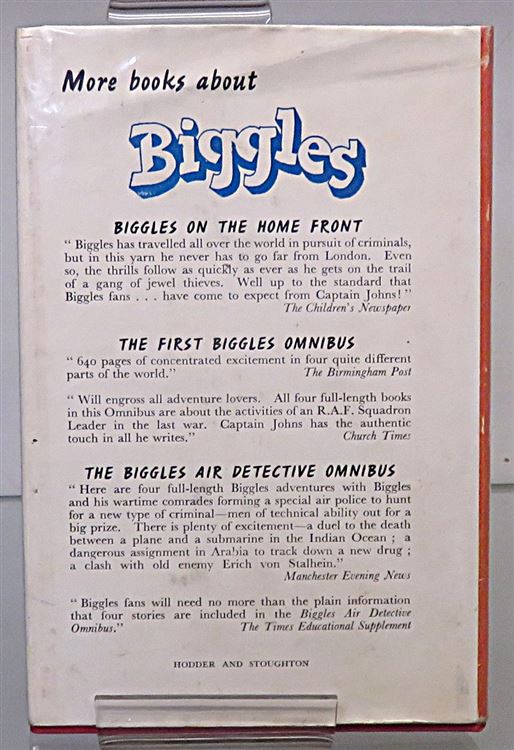 More books about
Biggles
BIGGLES ON THE HOME FRONT
" Biggles has travelled all over the world in pursuit of criminals,
but in this yarn he never has to go far from London. Even
so, the thrills follow as quickly as ever as he gets on the trail
of a gang of jewel thieves. Well up to the standard that
Biggles fans . . . have come to expect from Captain Johns! "
The Children's Newspaper
THE FIRST BIGGLES OMNIBUS
" 640 pages of concentrated excitement in four quite different
parts of the world." The Birmingham Post
" Will engross all adventure lovers. All four full-length books
in this Omnibus are about the activities of an R.A.F. Squadron
Leader in the last war. Captain Johns has the authentic
touch in all he writes." Church Times
THE BIGGLES AIR DETECTIVE OMNIBUS
" Here are four full-length Biggles adventures with Biggles
and his wartime comrades forming a special air police to hunt
for a new type of criminal—men of technical ability out for a
big prize. There is plenty of excitement—a duel to the death
between a plane and a submarine in the Indian Ocean ; a
dangerous assignment in Arabia to track down a new drug ;
a clash with old enemy Erich von Stalhein."
Manchester Evening News
" Biggles fans will need no more than the plain information
that four stories are included in the Biggles Air Detective
Omnibus." The Times Educational Supplement
HODDER AND STOUGHTON